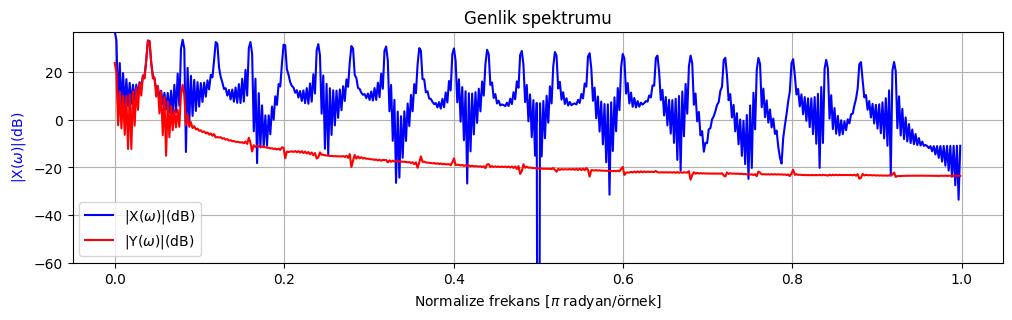 Genlik spektrumu
|X(ω)|(dB)
20
0
−20
−40
−60
|X(ω)|(dB)
|Y(ω)|(dB)
0.0 0.2 0.4 0.6 0.8 1.0
Normalize frekans [π radyan/örnek]